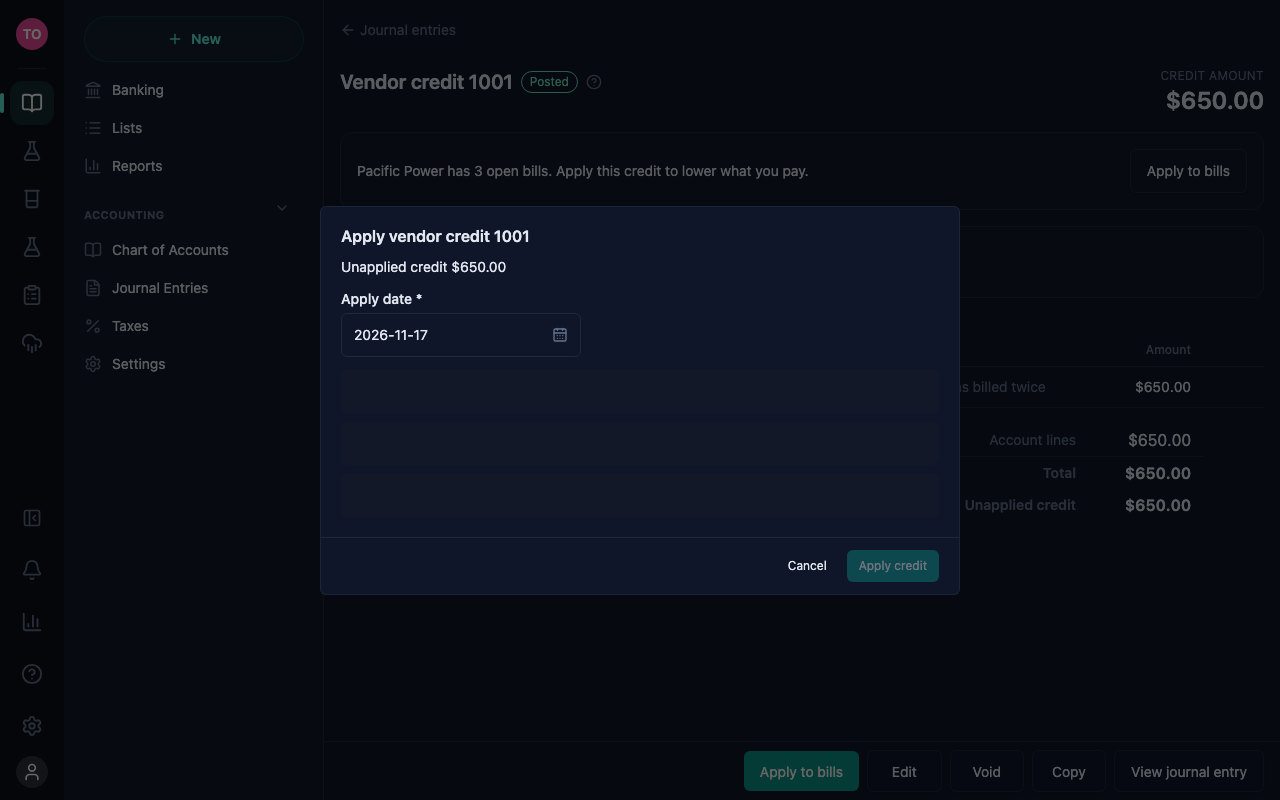 TO
New
Banking
Lists
Reports
ACCOUNTING
Chart of Accounts
Journal Entries
Taxes
Settings
Journal entries
Vendor credit 1001
Posted
CREDIT AMOUNT
$650.00
Pacific Power has 3 open bills. Apply this credit to lower what you pay.
Apply to bills
Apply vendor credit 1001
Unapplied credit $650.00
Apply date *
2026-11-17
Cancel
Apply credit
Amount
billed twice
$650.00
Account lines
$650.00
Total
$650.00
Unapplied credit
$650.00
Apply to bills
Edit
Void
Copy
View journal entry